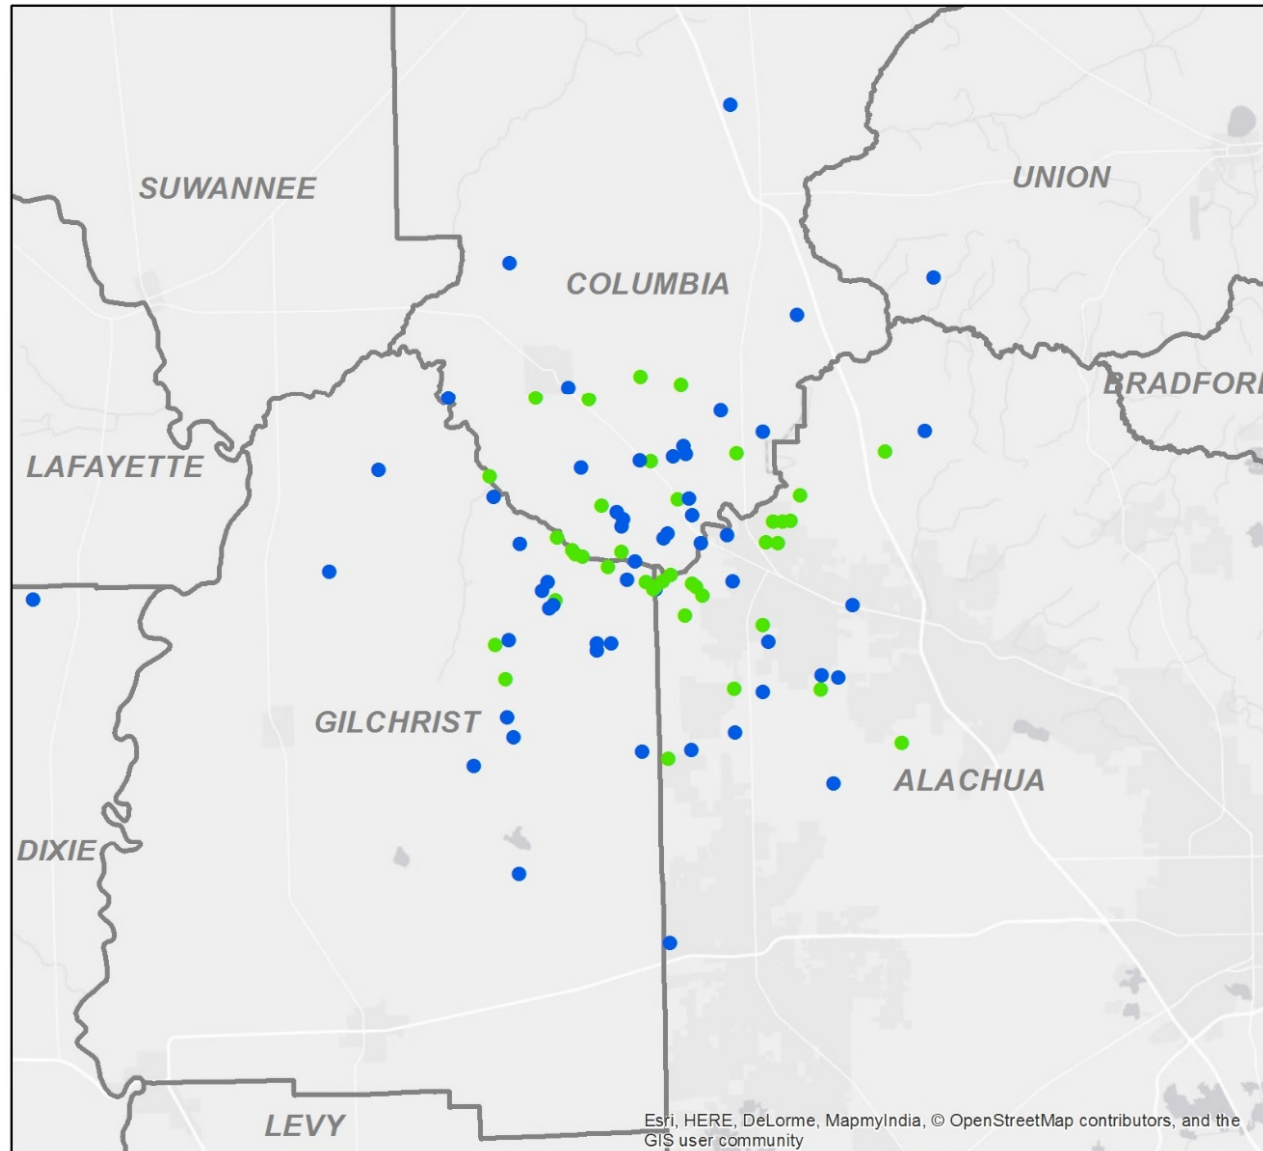 SUWANNEE
UNION
COLUMBIA
BRADFORD
LAFAYETTE
GILCHRIST
ALACHUA
DIXIE
LEVY
Esri, HERE, DeLorme, MapmyIndia, © OpenStreetMap contributors, and the
GIS user community